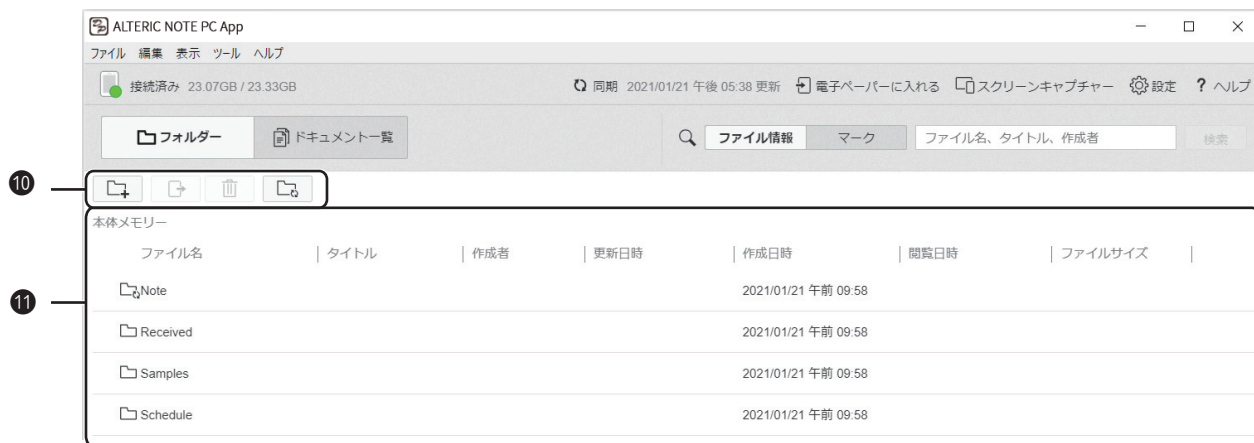 ALTERIC NOTE PC App
ファイル 編集 表示 ツール ヘルプ
接続済み 23.07GB / 23.33GB 同期 2021/01/21 午後 05:38 更新 電子ペーパーに入れる スクリーンキャプチャー 設定 ? ヘルプ
フォルダー ドキュメント一覧 ファイル情報 マーク ファイル名、タイトル、作成者 検索
10
本体メモリー
ファイル名 タイトル 作成者 更新日時 作成日時 閲覧日時 ファイルサイズ
11
Note 2021/01/21 午前 09:58
Received 2021/01/21 午前 09:58
Samples 2021/01/21 午前 09:58
Schedule 2021/01/21 午前 09:58